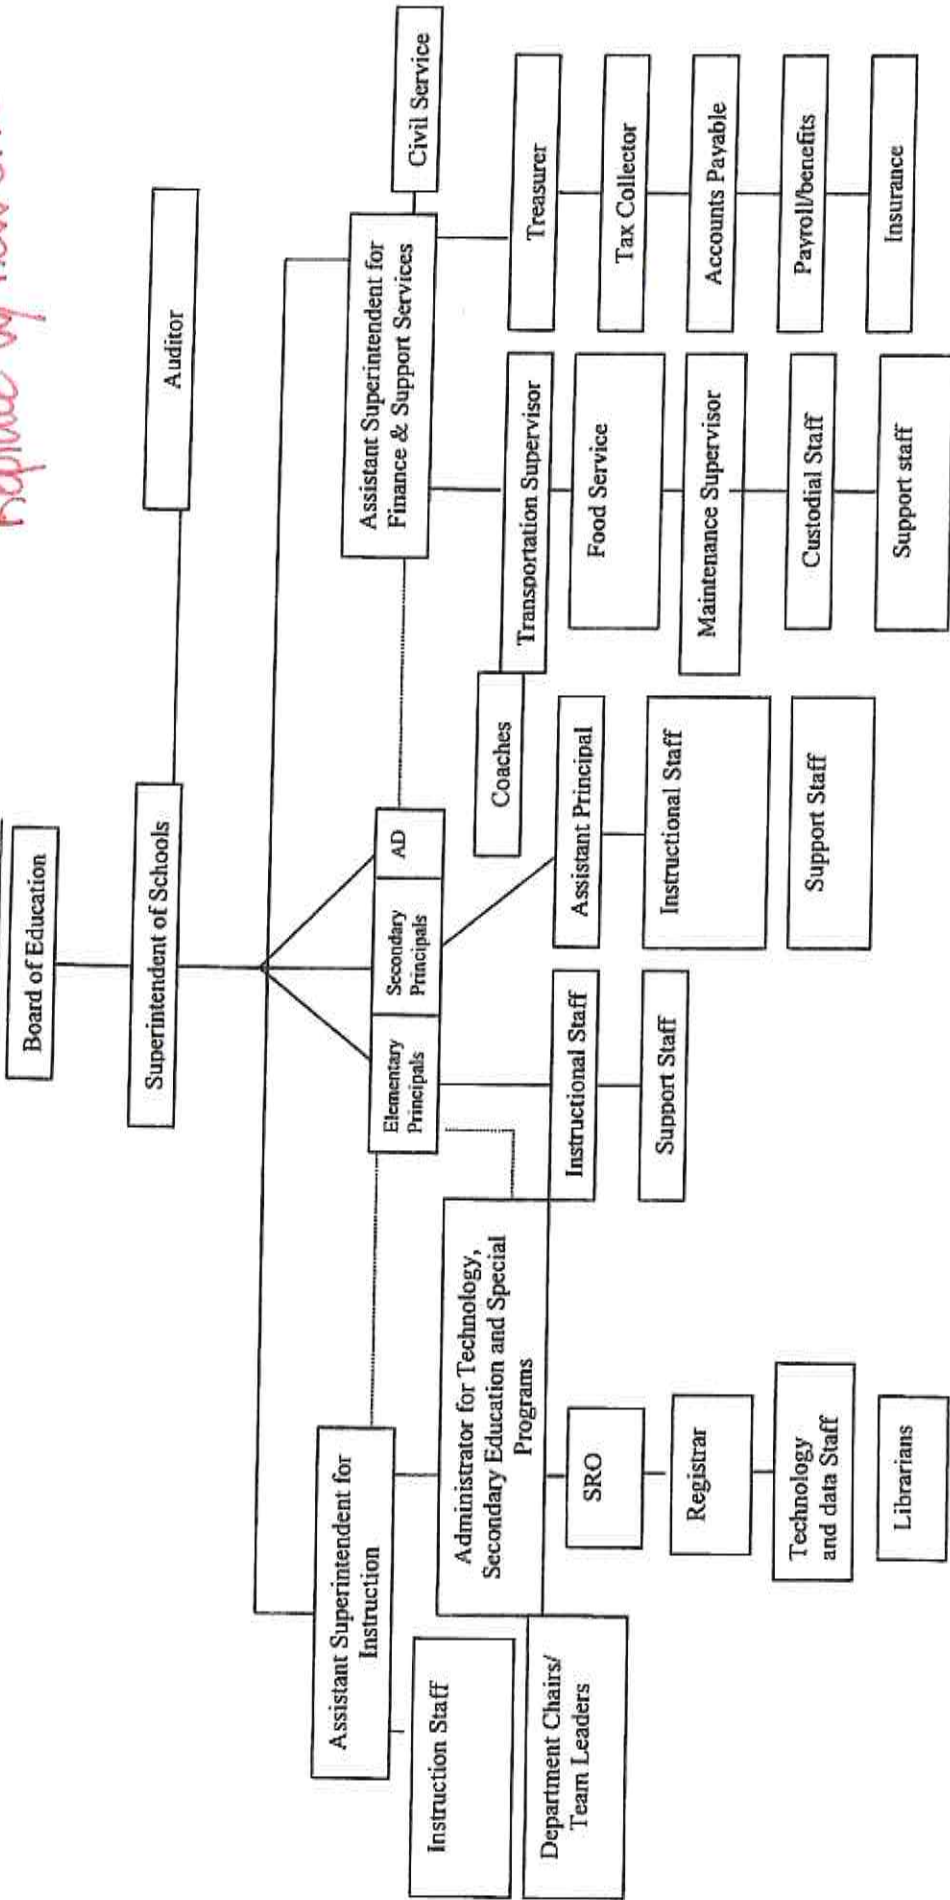 Replace w/ new
Board of Education
Superintendent of Schools
Auditor
Assistant Superintendent for
Instruction
Elementary
Principals
Secondary
Principals
AD
Assistant Superintendent for
Finance & Support Services
Civil Service
Instruction Staff
Administrator for Technology,
Secondary Education and Special
Programs
Department Chairs/
Team Leaders
SRO
Registrar
Technology
and data Staff
Librarians
Instructional Staff
Support Staff
Coaches
Assistant Principal
Instructional Staff
Support Staff
Transportation Supervisor
Food Service
Maintenance Supervisor
Custodial Staff
Support staff
Treasurer
Tax Collector
Accounts Payable
Payroll/benefits
Insurance